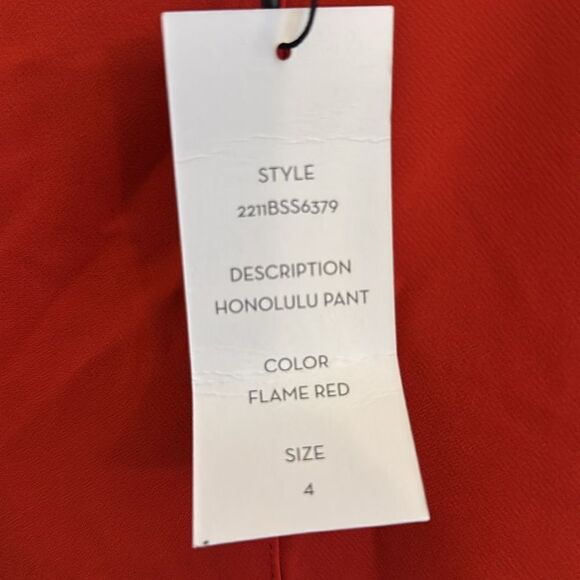 STYLE
2211BSS6379
DESCRIPTION
HONOLULU PANT
COLOR
FLAME RED
SIZE
4